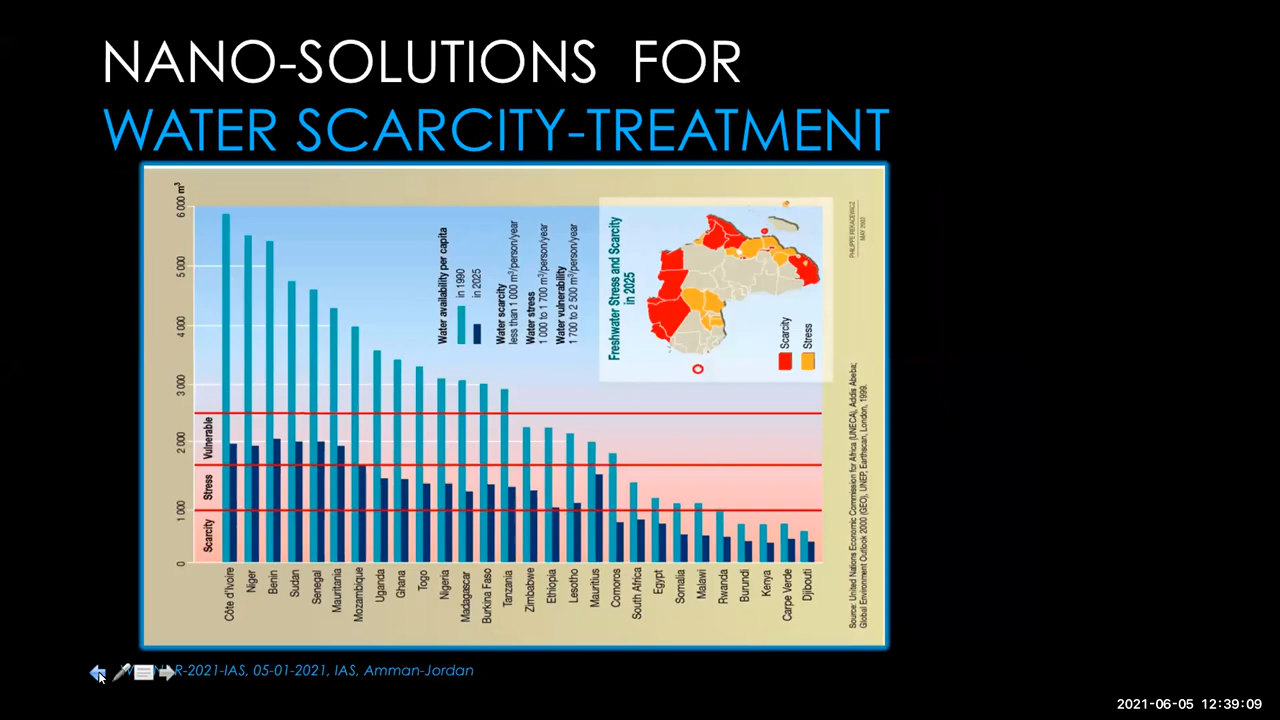 NANO-SOLUTIONS FOR
WATER SCARCITY-TREATMENT
6 000 m³
5 000
4 000
3 000
2 000
1 000
0
Vulnerable
Stress
Scarcity
Water availability per capita
in 1990
in 2025
Water scarcity
less than 1 000 m³/person/year
Water stress
1 000 to 1 700 m³/person/year
Water vulnerability
1 700 to 2 500 m³/person/year
Freshwater Stress and Scarcity
in 2025
Scarcity
Stress
Côte d'Ivoire
Niger
Benin
Sudan
Senegal
Mauritania
Mozambique
Uganda
Ghana
Togo
Nigeria
Madagascar
Burkina Faso
Tanzania
Zimbabwe
Ethiopia
Lesotho
Mauritius
Comoros
South Africa
Egypt
Somalia
Malawi
Rwanda
Burundi
Kenya
Carpe Verde
Djibouti
PHILIPPE REKACEWICZ
MAY 2002
Source: United Nations Economic Commission for Africa (UNECA), Addis Abeba;
Global Environment Outlook 2000 (GEO), UNEP, Earthscan, London, 1999.
R-2021-IAS, 05-01-2021, IAS, Amman-Jordan
2021-06-05 12:39:09